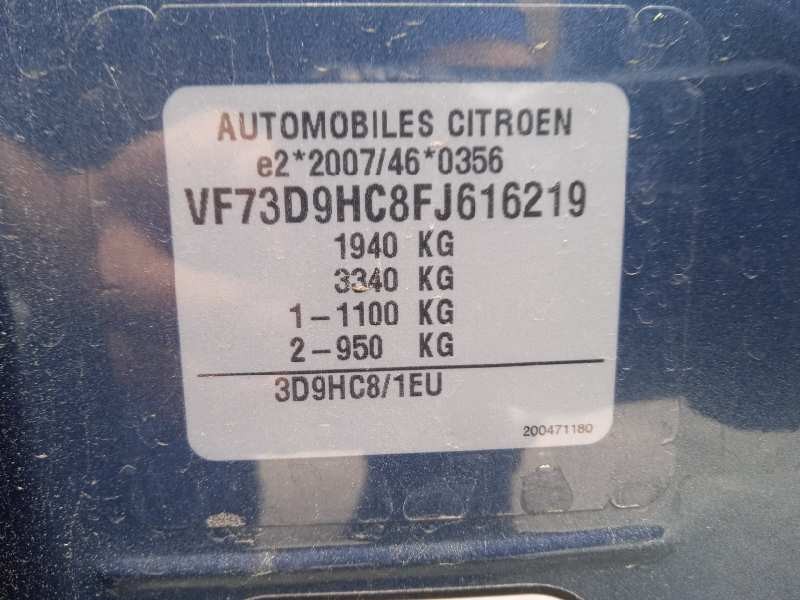 AUTOMOBILES CITROEN
e2*2007/46*0356
VF73D9HC8FJ616219
1940 KG
3340 KG
1-1100 KG
2-950 KG
3D9HC8/1EU
200471180